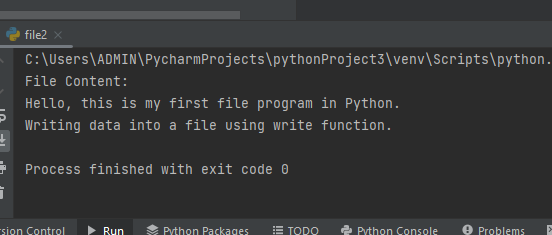 file2
C:\Users\ADMIN\PycharmProjects\pythonProject3\venv\Scripts\python.
File Content:
Hello, this is my first file program in Python.
Writing data into a file using write function.
Process finished with exit code 0
rsion Control Run Python Packages TODO Python Console Problems